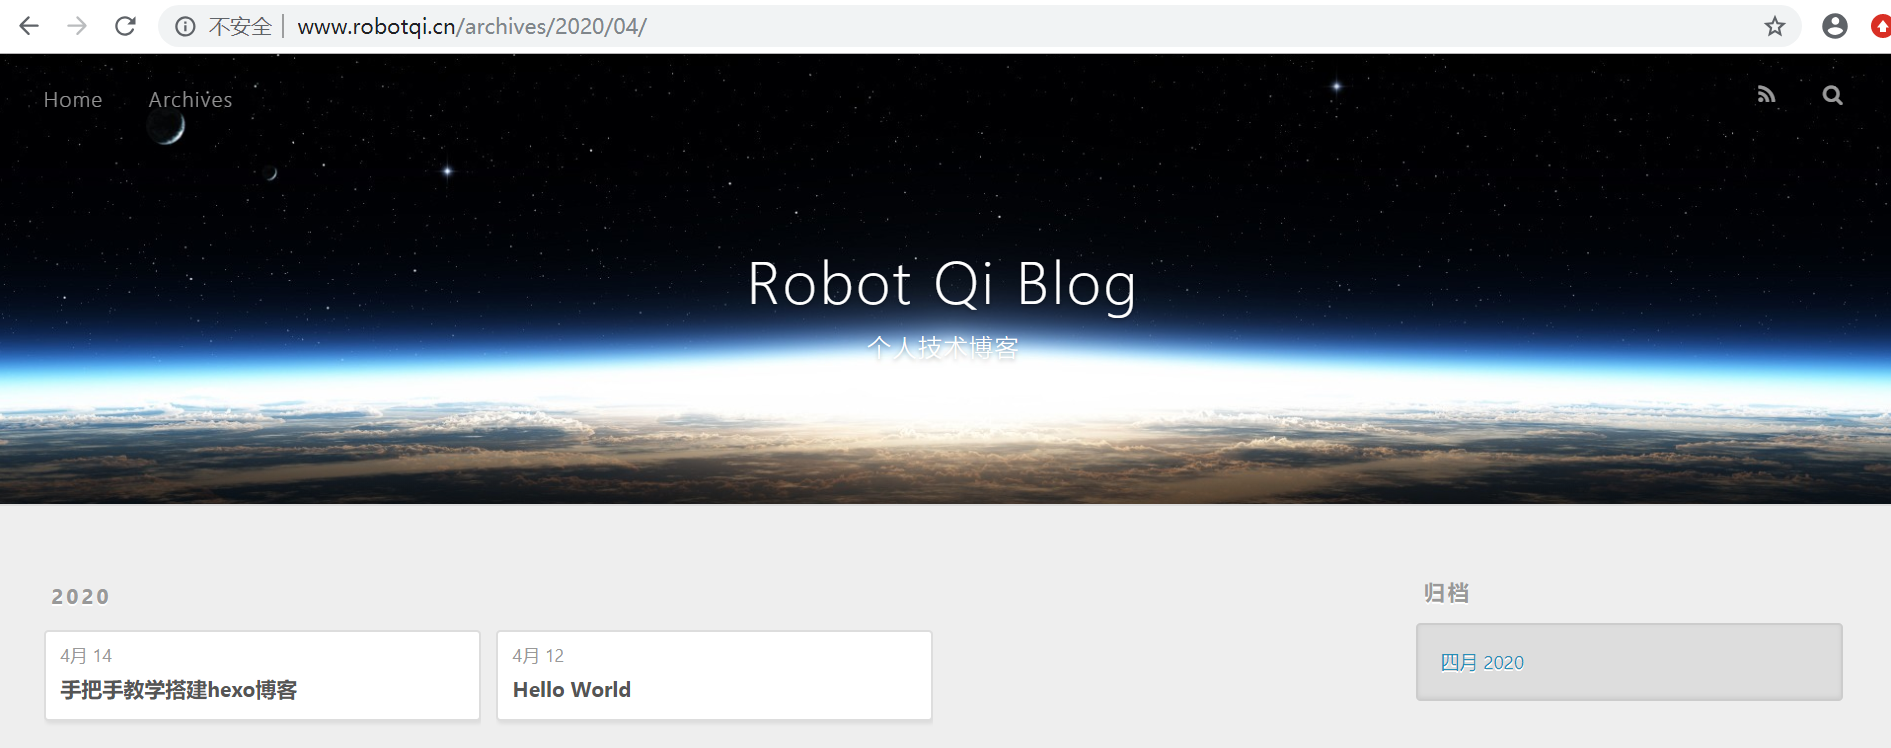 不安全 | www.robotqi.cn/archives/2020/04/
Home Archives
Robot Qi Blog
个人技术博客
2020
4月 14
手把手教学搭建hexo博客
4月 12
Hello World
归档
四月 2020